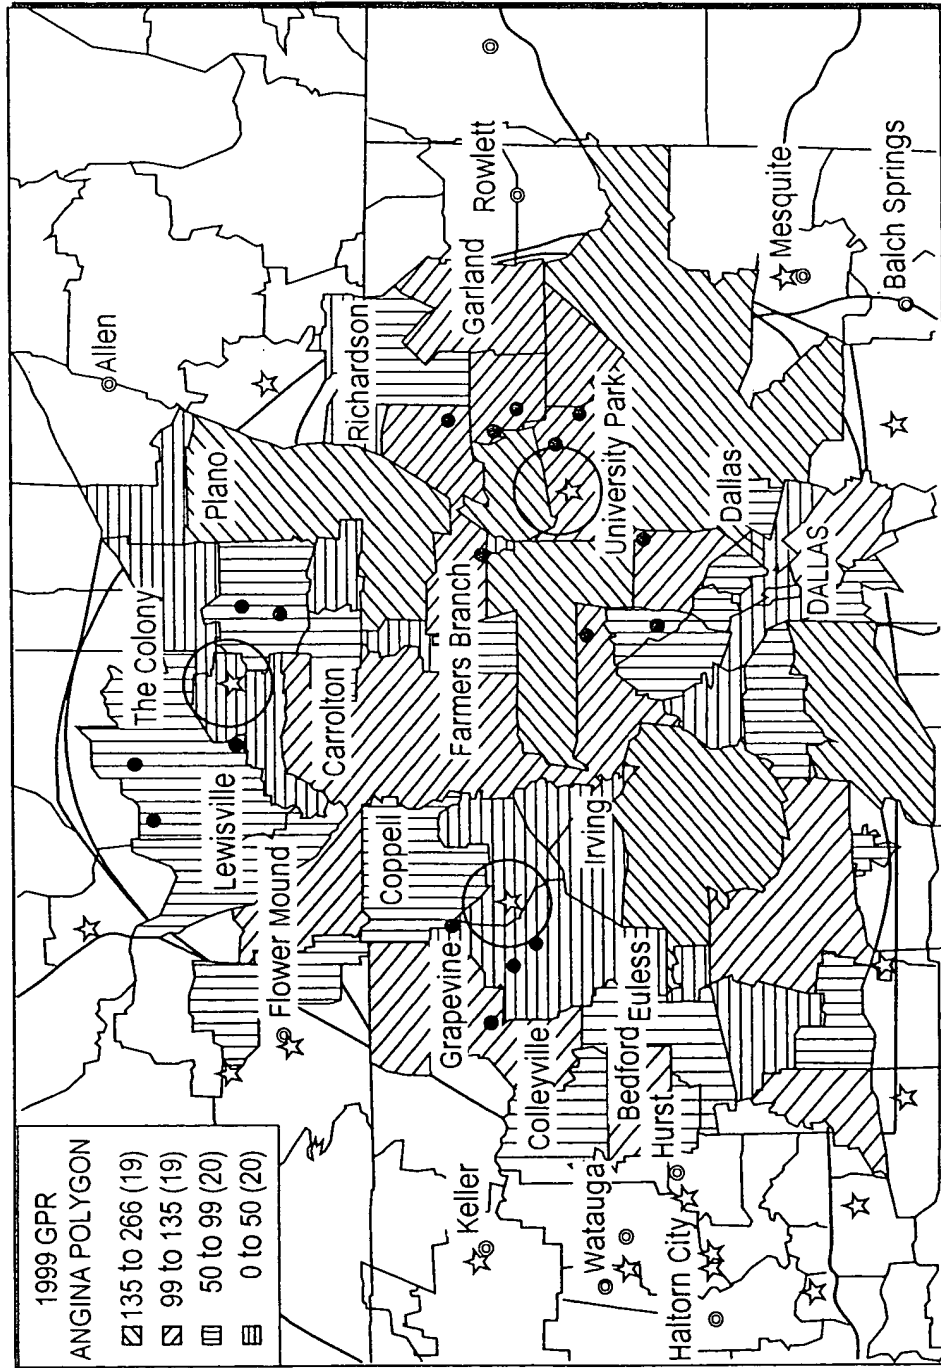 1999 GPR
ANGINA POLYGON
135 to 266 (19)
99 to 135 (19)
50 to 99 (20)
0 to 50 (20)
Allen
The Colony
Plano
Lewisville
Flower Mound
Richardson
Carrolton
Coppell
Rowlett
Garland
Farmers Branch
Grapevine
Keller
Colleyville
University Park
Irving
Euless
Bedford
Hurst
Watauga
Haltorn City
Dallas
DALLAS
Mesquite
Balch Springs